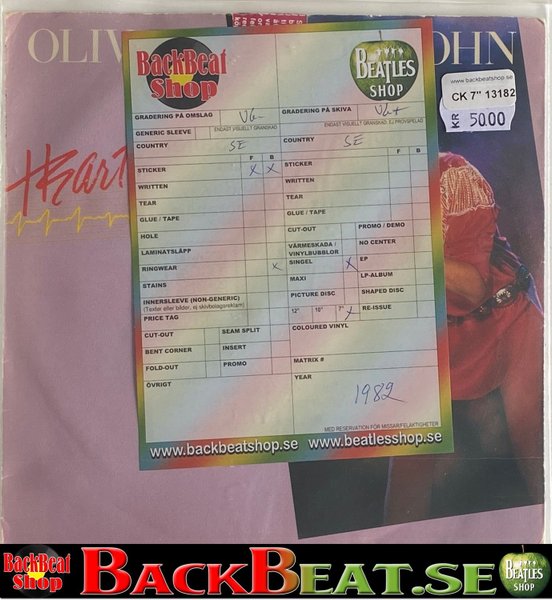 OLIV
OHN
Heart
BackBeat
Shop
BEATLES
SHOP
www.backbeatshop.se
CK 7" 13182
KR 5000
GRADERING PÅ OMSLAG VG-
GRADERING PÅ SKIVA VG+
ENDAST VISUELLT GRANSKAD
ENDAST VISUELLT GRANSKAD, EJ PROVSPELAD
GENERIC SLEEVE
COUNTRY SE
F B
STICKER X X
WRITTEN
TEAR
GLUE / TAPE
HOLE
LAMINATSLÄPP
RINGWEAR X
STAINS
INNERSLEEVE (NON-GENERIC)
(Texter eller bilder, ej skivbolagsreklam)
PRICE TAG
CUT-OUT
SEAM SPLIT
BENT CORNER
INSERT
FOLD-OUT
PROMO
ÖVRIGT
COUNTRY SE
F B
STICKER
WRITTEN
TEAR
GLUE / TAPE
CUT-OUT
PROMO / DEMO
VÄRMESKADA /
VINYLBUBBLOR
NO CENTER
SINGEL X
EP
MAXI
LP-ALBUM
PICTURE DISC
SHAPED DISC
12" 10" 7" X
RE-ISSUE
COLOURED VINYL
MATRIX #
YEAR
1982
MED RESERVATION FÖR MISSAR/FELAKTIGHETER
www.backbeatshop.se www.beatlesshop.se
BackBeat
Shop
BACKBEAT.SE
BEATLES
SHOP